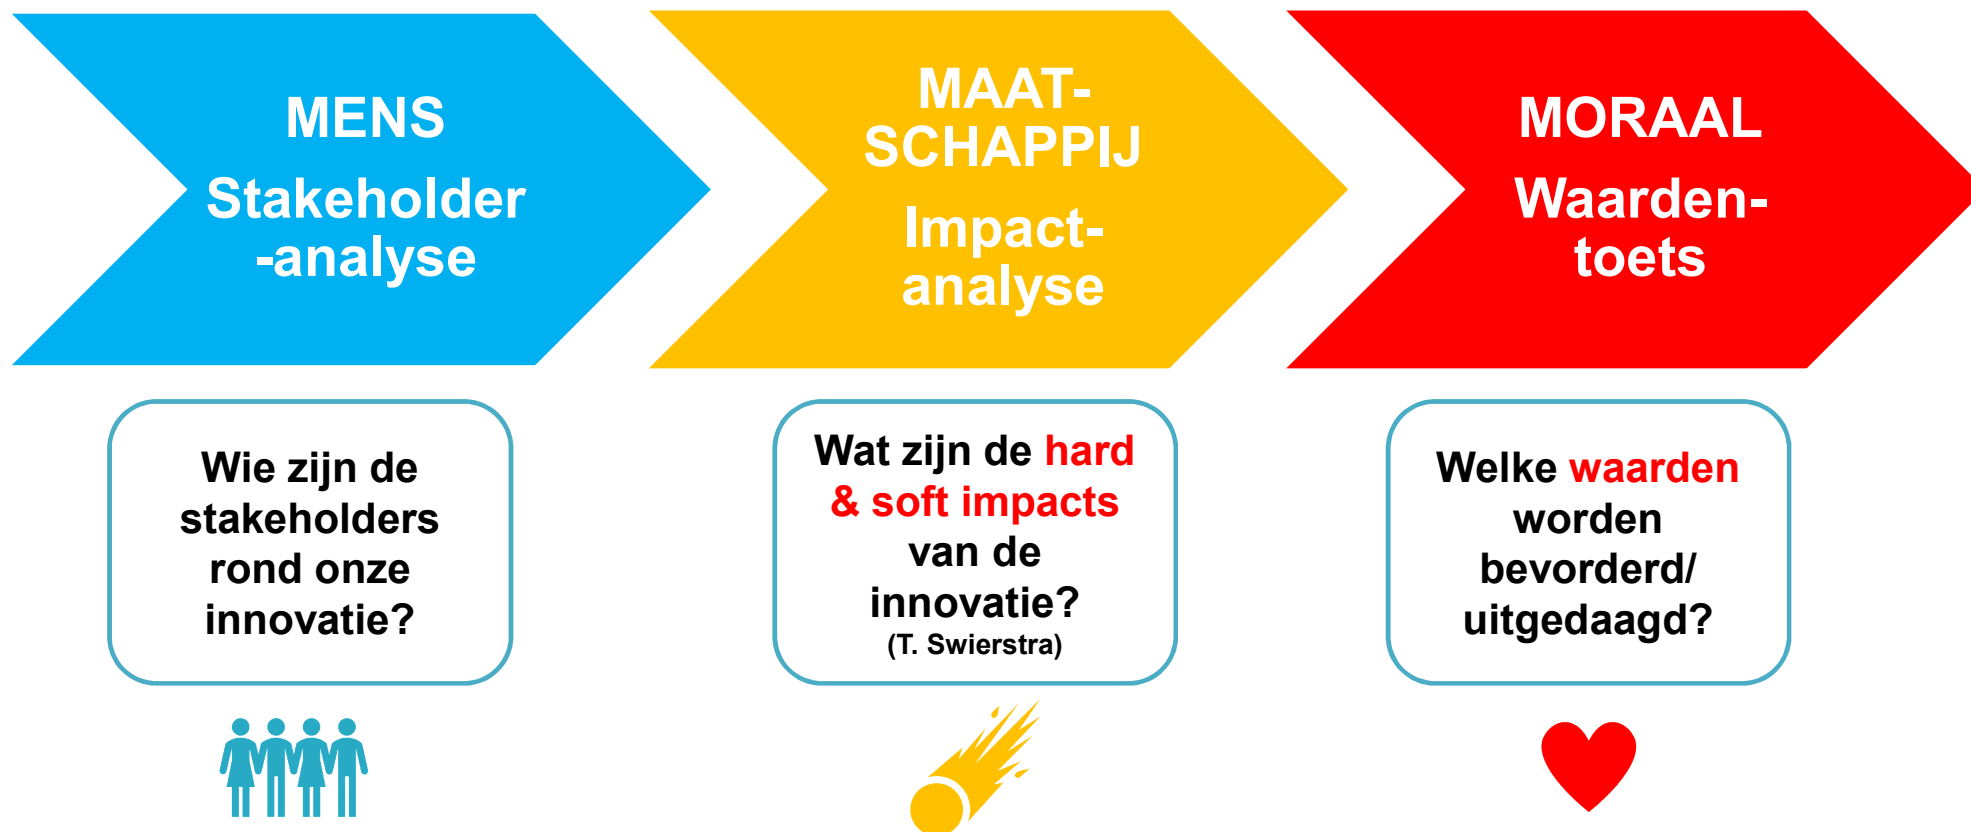 MENS
Stakeholder
-analyse
MAAT-
SCHAPPIJ
Impact-
analyse
MORAAL
Waarden-
toets
Wie zijn de
stakeholders
rond onze
innovatie?
Wat zijn de hard
& soft impacts
van de
innovatie?
(T. Swierstra)
Welke waarden
worden
bevorderd/
uitgedaagd?